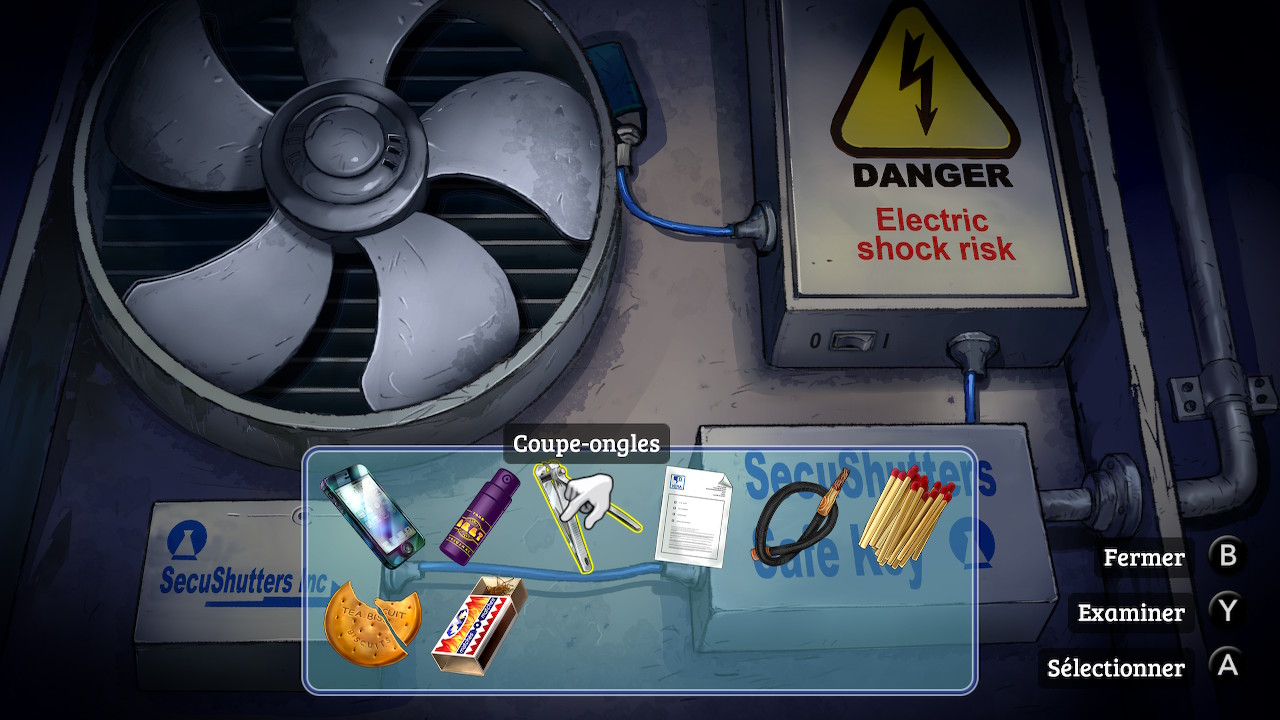 DANGER
Electric
shock risk
0 I
Coupe-ongles
SecuShutters
Safe Key
SecuShutters Inc
TEA BISCUIT
Fermer B
Examiner Y
Sélectionner A